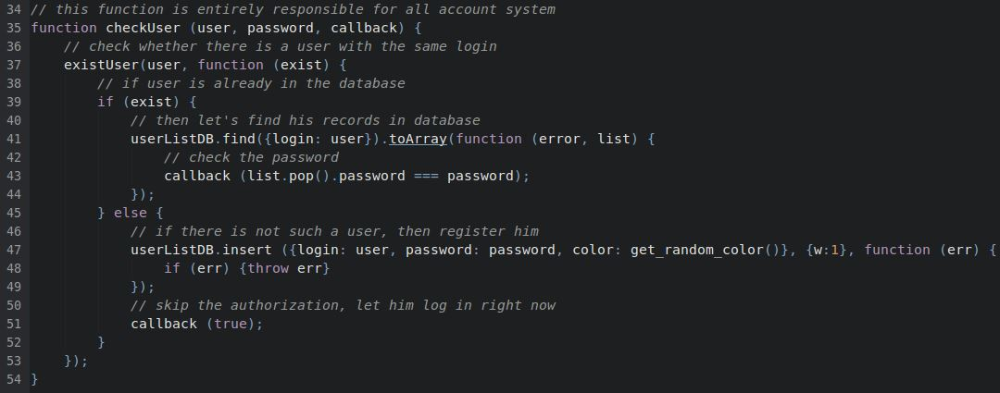 34 // this function is entirely responsible for all account system
35 function checkUser (user, password, callback) {
36     // check whether there is a user with the same login
37     existUser(user, function (exist) {
38         // if user is already in the database
39         if (exist) {
40             // then let's find his records in database
41             userListDB.find({login: user}).toArray(function (error, list) {
42                 // check the password
43                 callback (list.pop().password === password);
44             });
45         } else {
46             // if there is not such a user, then register him
47             userListDB.insert ({login: user, password: password, color: get_random_color()}, {w:1}, function (err) {
48                 if (err) {throw err}
49             });
50             // skip the authorization, let him log in right now
51             callback (true);
52         }
53     });
54 }